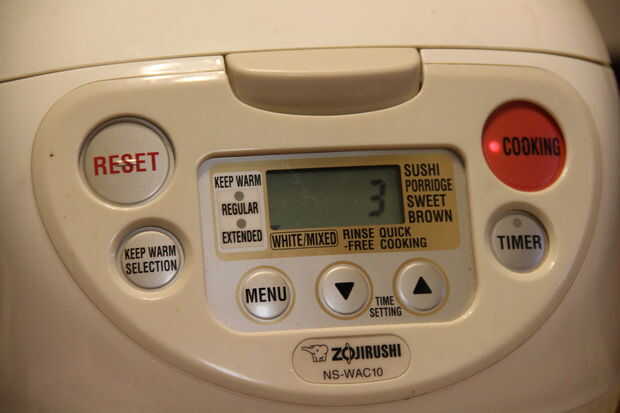 RESET
COOKING
KEEP WARM
REGULAR
EXTENDED
3
SUSHI
PORRIDGE
SWEET
BROWN
WHITE/MIXED
RINSE QUICK
-FREE COOKING
KEEP WARM
SELECTION
TIMER
MENU
TIME
SETTING
ZOJIRUSHI
NS-WAC10